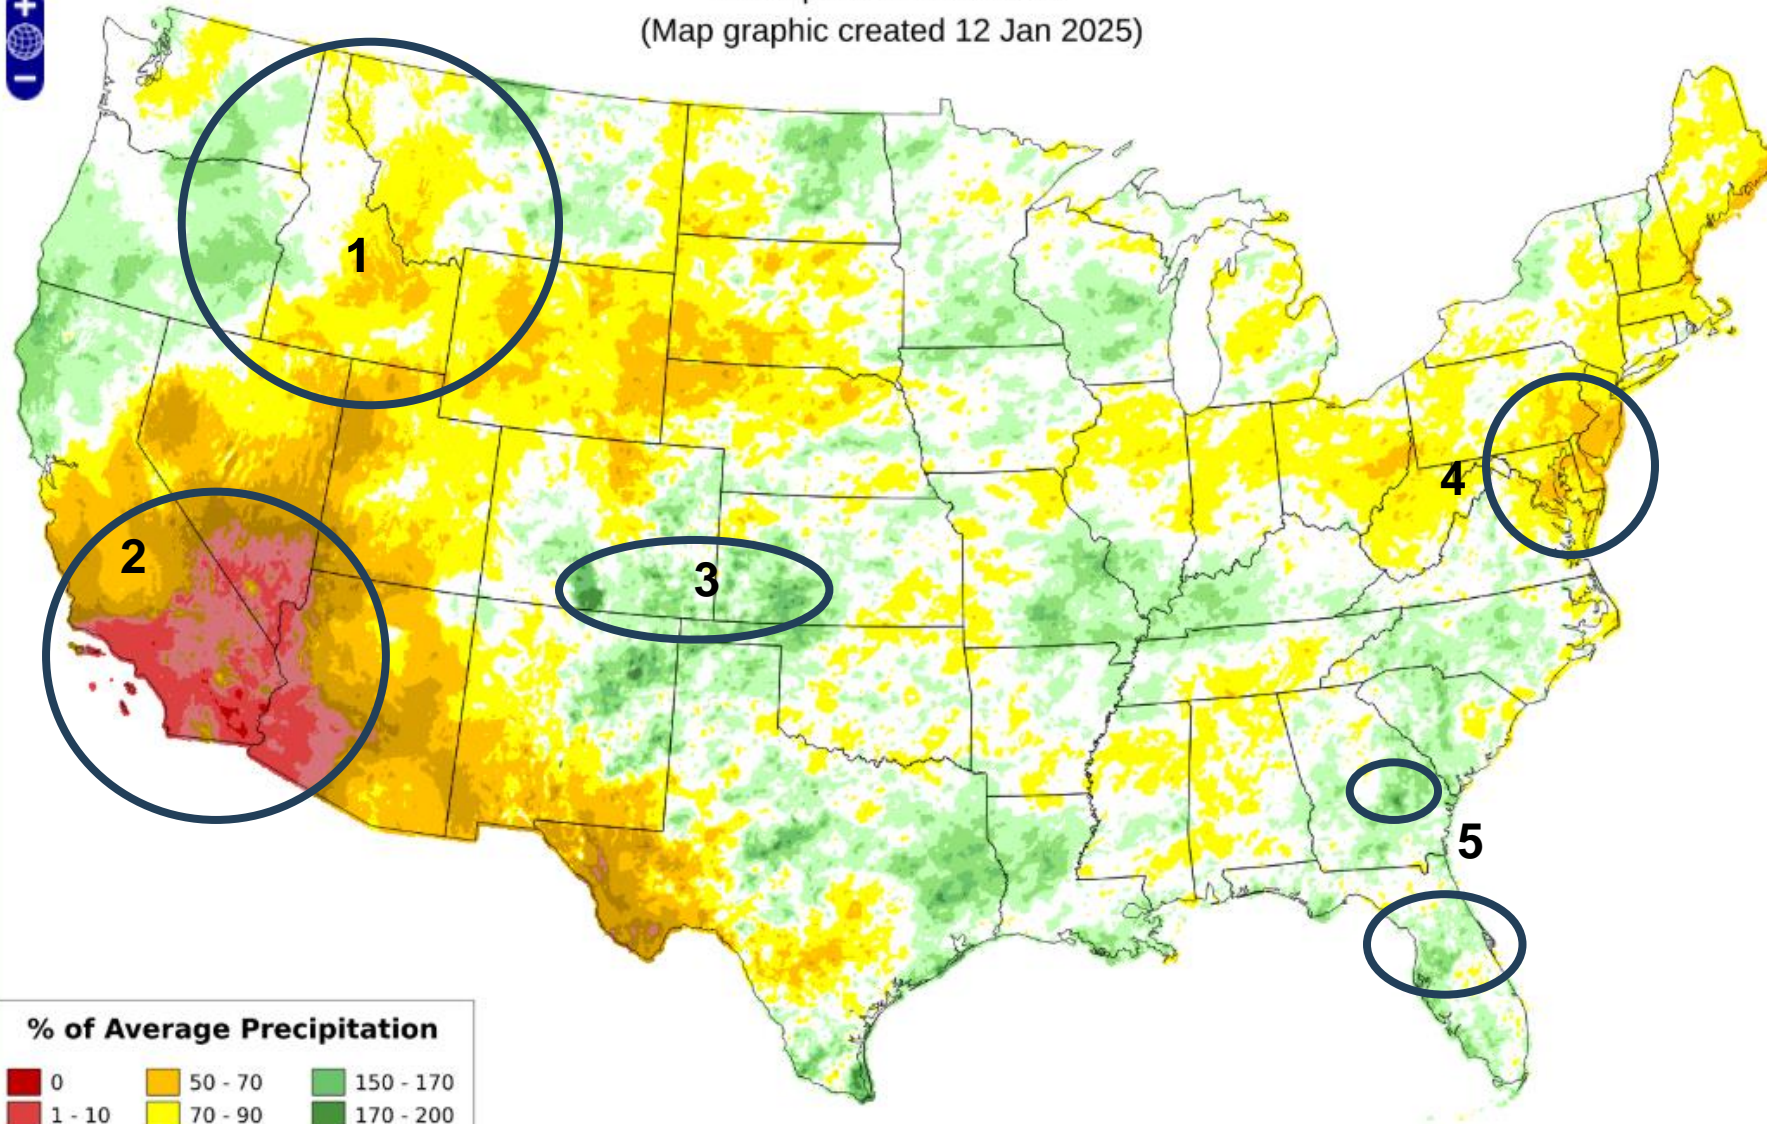 (Map graphic created 12 Jan 2025)
1
2
3
4
5
% of Average Precipitation
0
50 - 70
150 - 170
1 - 10
70 - 90
170 - 200